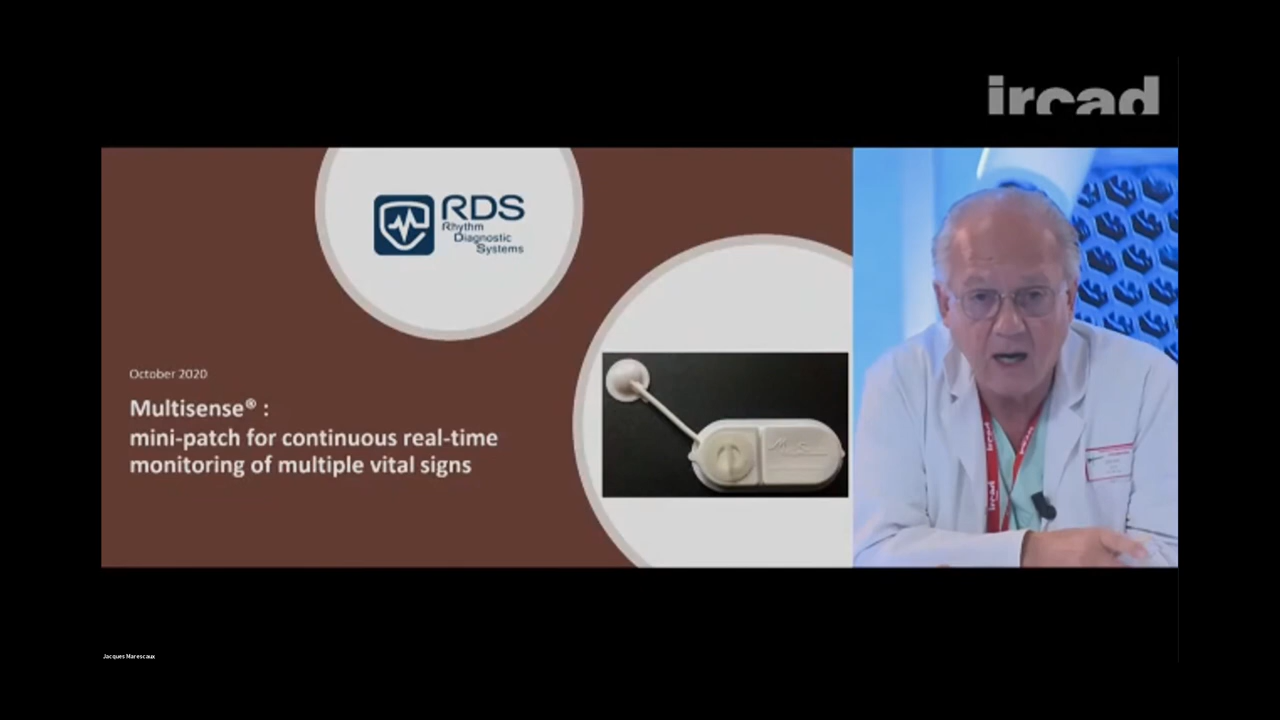 ircad
RDS
Rhythm
Diagnostic
Systems
October 2020
Multisense® :
mini-patch for continuous real-time
monitoring of multiple vital signs
ircad
Jacques Marescaux